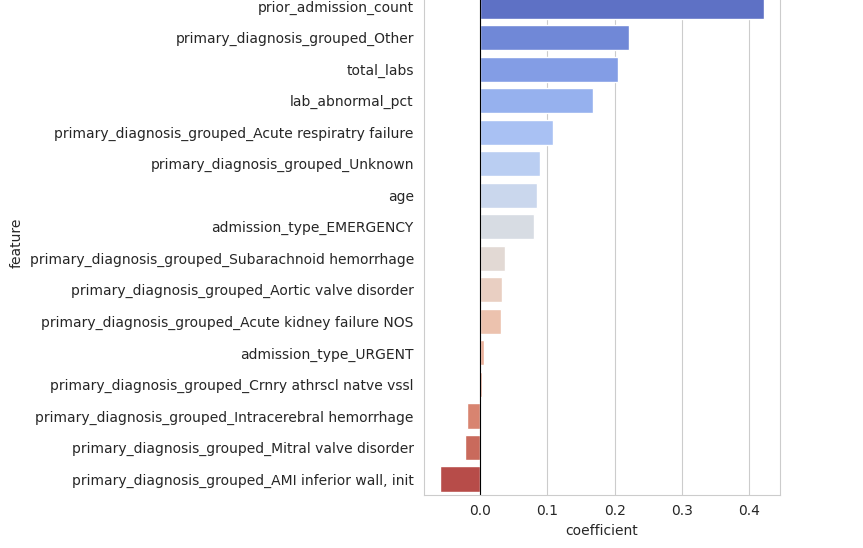 prior_admission_count
primary_diagnosis_grouped_Other
total_labs
lab_abnormal_pct
primary_diagnosis_grouped_Acute respiratry failure
primary_diagnosis_grouped_Unknown
age
admission_type_EMERGENCY
primary_diagnosis_grouped_Subarachnoid hemorrhage
primary_diagnosis_grouped_Aortic valve disorder
primary_diagnosis_grouped_Acute kidney failure NOS
admission_type_URGENT
primary_diagnosis_grouped_Crnry athrscl natve vssl
primary_diagnosis_grouped_Intracerebral hemorrhage
primary_diagnosis_grouped_Mitral valve disorder
primary_diagnosis_grouped_AMI inferior wall, init
feature
0.0 0.1 0.2 0.3 0.4
coefficient